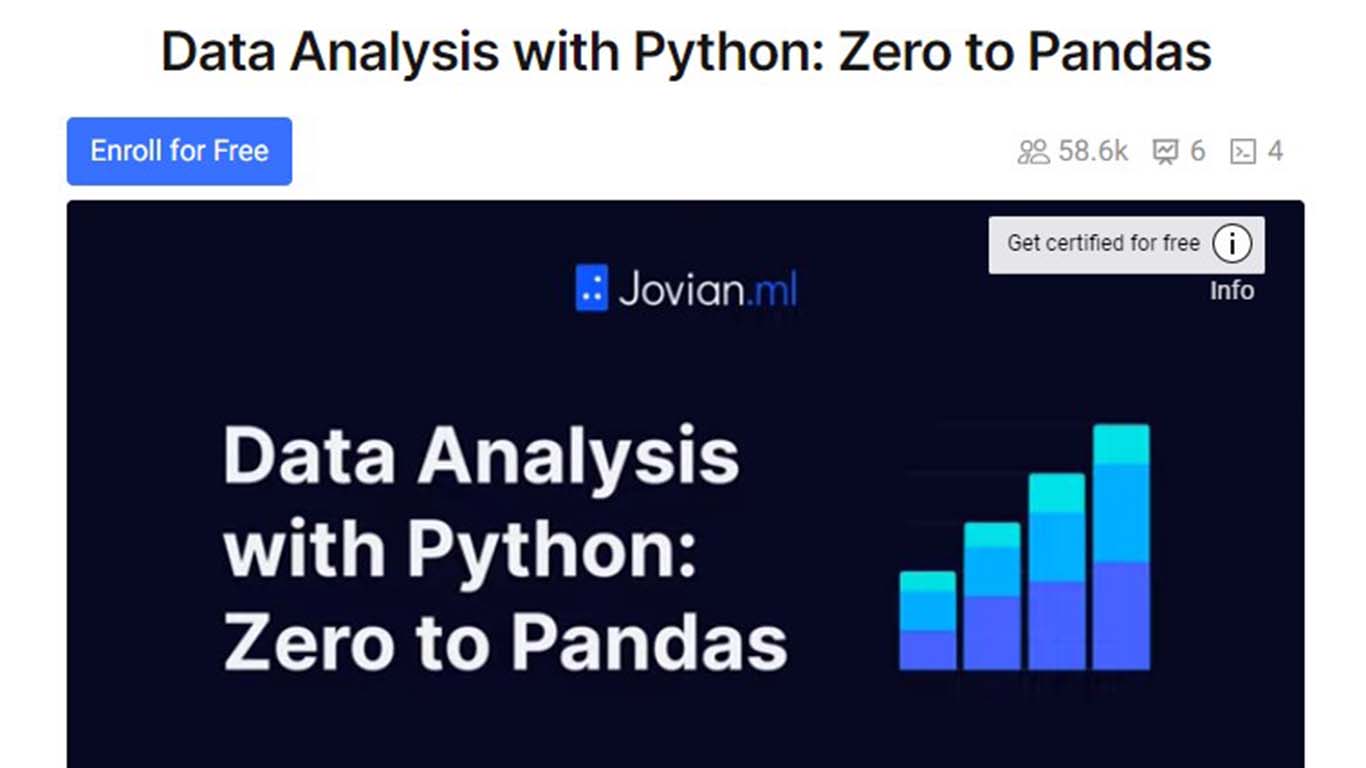 Data Analysis with Python: Zero to Pandas
Enroll for Free
58.6k 6 4
Get certified for free
Info
Jovian.ml
Data Analysis
with Python:
Zero to Pandas